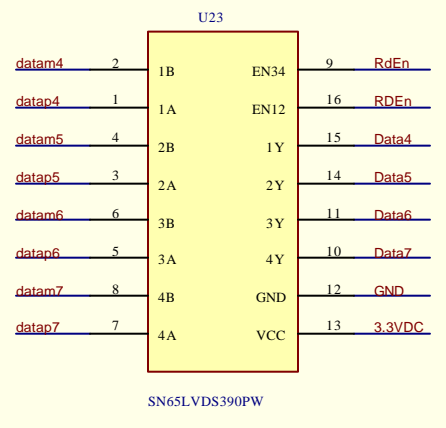 U23
datam4 2 1B EN34 9 RdEn
datap4 1 1A EN12 16 RDEn
datam5 4 2B 1Y 15 Data4
datap5 3 2A 2Y 14 Data5
datam6 6 3B 3Y 11 Data6
datap6 5 3A 4Y 10 Data7
datam7 8 4B GND 12 GND
datap7 7 4A VCC 13 3.3VDC
SN65LVDS390PW